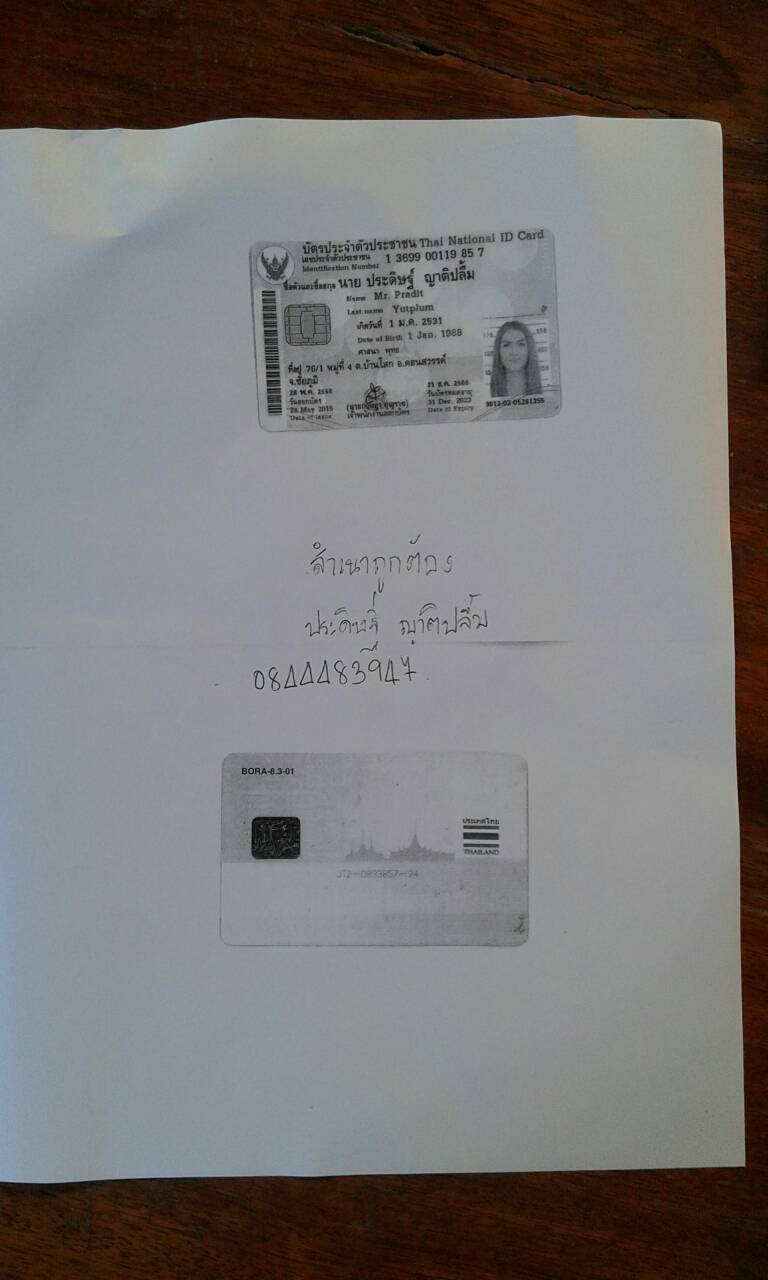 บัตรประจำตัวประชาชน Thai National ID Card
เลขประจำตัวประชาชน 1 3699 00119 85 7
Identification Number
ชื่อตัวและชื่อสกุล นาย ประดิษฐ์ ญาติปลื้ม
Name Mr. Pradit
Last name Yutplum
เกิดวันที่ 1 ม.ค. 2531
Date of Birth 1 Jan. 1988
ศาสนา พุทธ
ที่อยู่ 76/1 หมู่ที่ 4 ต.บ้านโสก อ.คอนสวรรค์
จ.ชัยภูมิ
28 พ.ค. 2558
วันออกบัตร
28 May 2015
Date of Issue
เจ้าพนักงานออกบัตร
31 ธ.ค. 2565
วันบัตรหมดอายุ
31 Dec. 2022
Date of Expiry
3612-02-05281355
สำเนาถูกต้อง
ประดิษฐ์ ญาติปลื้ม
0844483947
BORA-8.3-01
ประเทศไทย
THAILAND
JT2-0893857-24